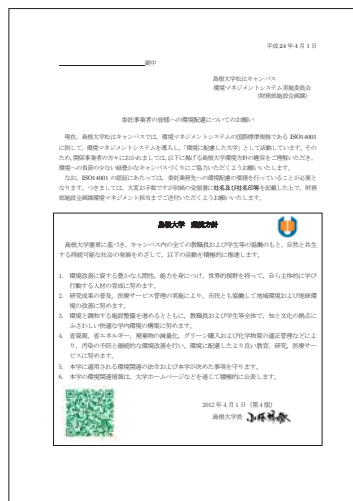 平成24年4月1日
御中
島根大学松江キャンパス
環境マネジメントシステム実施委員会
(財務部施設企画課)
委託事業者の皆様への環境配慮についてのお願い
現在、島根大学松江キャンパスでは、環境マネジメントシステムの国際標準規格である ISO14001
に則して、環境マネジメントシステムを導入し、「環境に配慮した大学」として活動しています。その
ため、関係事業者の方々におかれましては、以下に掲げる島根大学環境方針の趣旨をご理解いただき、
環境への負荷の少ない緑豊かなキャンパスづくりにご協力いただくようお願いいたします。
なお、ISO14001 の認証にあたっては、委託業務先への環境配慮の要請を行っていることが必要と
なります。つきましては、大変お手数ですが別紙の受領書に社名及び社名印等を記載した上で、財務
部施設企画課環境マネジメント担当までご送付いただくようお願いいたします。
島根大学 環境方針
島根大学憲章に基づき、キャンパス内の全ての教職員および学生等の協働のもと、自然と共生
する持続可能な社会の発展をめざして、以下の活動を積極的に推進します。
1. 環境改善に資する豊かな人間性、能力を身につけ、世界的視野を持って、自ら主体的に学び
行動する人材の育成に努めます。
2. 研究成果の普及、医療サービス管理の実施により、市民とも協働して地域環境および地球環
境の改善に努めます。
3. 環境と調和する施設整備を進めるとともに、教職員および学生等全体で、知と文化の拠点に
ふさわしい快適な学内環境の構築に努めます。
4. 省資源、省エネルギー、廃棄物の減量化、グリーン購入および化学物質の適正管理などによ
り、汚染の予防と継続的な環境改善を行い、環境に配慮したより良い教育、研究、医療サー
ビスに努めます。
5. 本学に適用される環境関連の法令および本学が決めた事項を守ります。
6. 本学の環境関連情報は、大学ホームページなどを通じて積極的に公表します。
2012年4月1日(第4版)
島根大学長